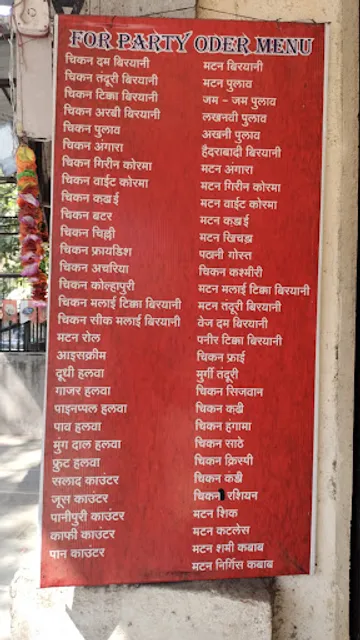 FOR PARTY ODER MENU
चिकन दम बिरयानी
चिकन तंदूरी बिरयानी
चिकन टिक्का बिरयानी
चिकन अरबी बिरयानी
चिकन पुलाव
चिकन अंगारा
चिकन गिरीन कोरमा
चिकन वाईट कोरमा
चिकन कढाई
चिकन बटर
चिकन चिल्ली
चिकन फ्रायडिश
चिकन अचरिया
चिकन कोल्हापुरी
चिकन मलाई टिक्का बिरयानी
चिकन सीक मलाई बिरयानी
मटन रोल
आइसक्रीम
दूधी हलवा
गाजर हलवा
पाइनप्पल हलवा
पाव हलवा
मुंग दाल हलवा
फ्रुट हलवा
सलाद काउंटर
जूस काउंटर
पानीपुरी काउंटर
काफी काउंटर
पान काउंटर
मटन बिरयानी
मटन पुलाव
जम - जम पुलाव
लखनवी पुलाव
अखनी पुलाव
हैदराबादी बिरयानी
मटन अंगारा
मटन गिरीन कोरमा
मटन वाईट कोरमा
मटन कढाई
मटन खिचडा
पठानी गोस्त
चिकन कश्मीरी
मटन मलाई टिक्का बिरयानी
मटन तंदूरी बिरयानी
वेज दम बिरयानी
पनीर टिक्का बिरयानी
चिकन फ्राई
मुर्गी तंदूरी
चिकन सिजवान
चिकन कढी
चिकन हंगामा
चिकन साठे
चिकन क्रिस्पी
चिकन कंडी
चिकन रशियन
मटन शिक
मटन कटलेस
मटन शमी कबाब
मटन निर्गिस कबाब